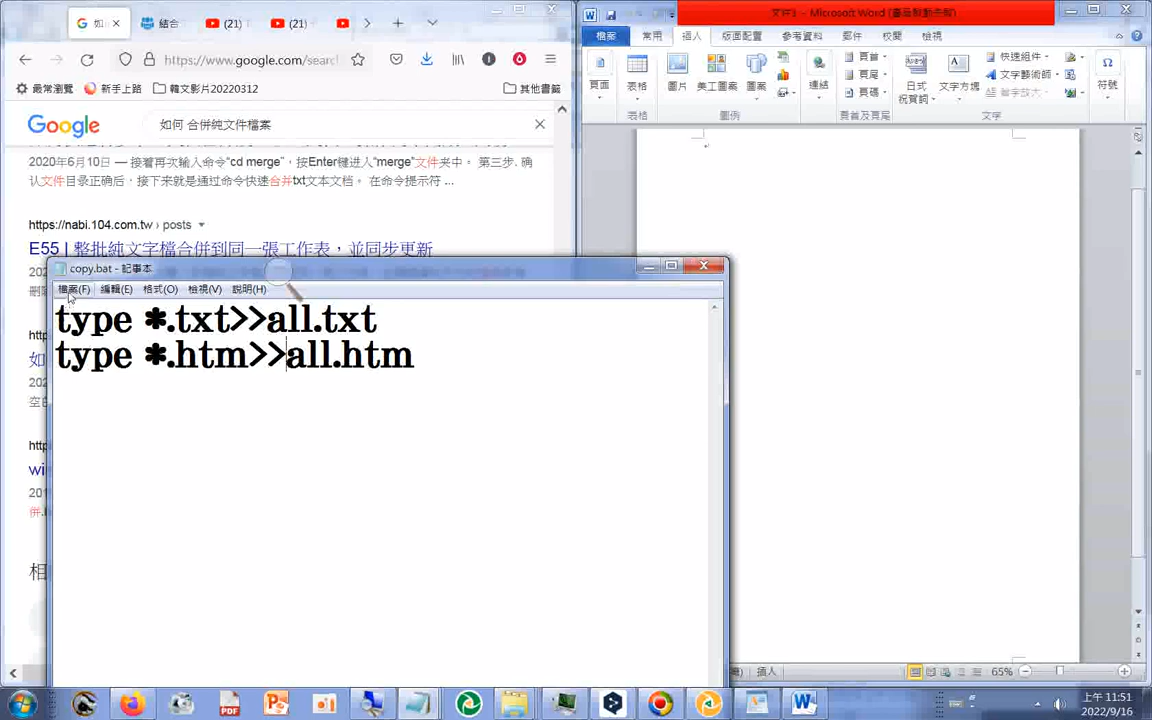 如
結合
(21)
(21)
https://www.google.com/search
最常瀏覽
新手上路
韓文影片20220312
其他書籤
Google
如何 合併純文件檔案
2020年6月10日 — 接着再次输入命令“cd merge”，按Enter键进入“merge”文件夹中。 第三步. 确
认文件目录正确后，接下来就是通过命令快速合并txt文本文档。 在命令提示符 ...
https://nabi.104.com.tw › posts
E55 | 整批純文字檔合併到同一張工作表，並同步更新
copy.bat - 記事本
檔案(F)
編輯(E)
格式(O)
檢視(V)
說明(H)
type *.txt>>all.txt
type *.htm>>all.htm
相
Microsoft Word
檔案
常用
插入
版面配置
參考資料
郵件
校閱
檢視
頁面
表格
圖片
美工圖案
圖案
連結
頁首
頁尾
頁碼
日式
祝賀詞
文字方塊
快速組件
文字藝術師
首字放大
符號
表格
圖例
頁首及頁尾
文字
插入
65%
上午 11:51
2022/9/16